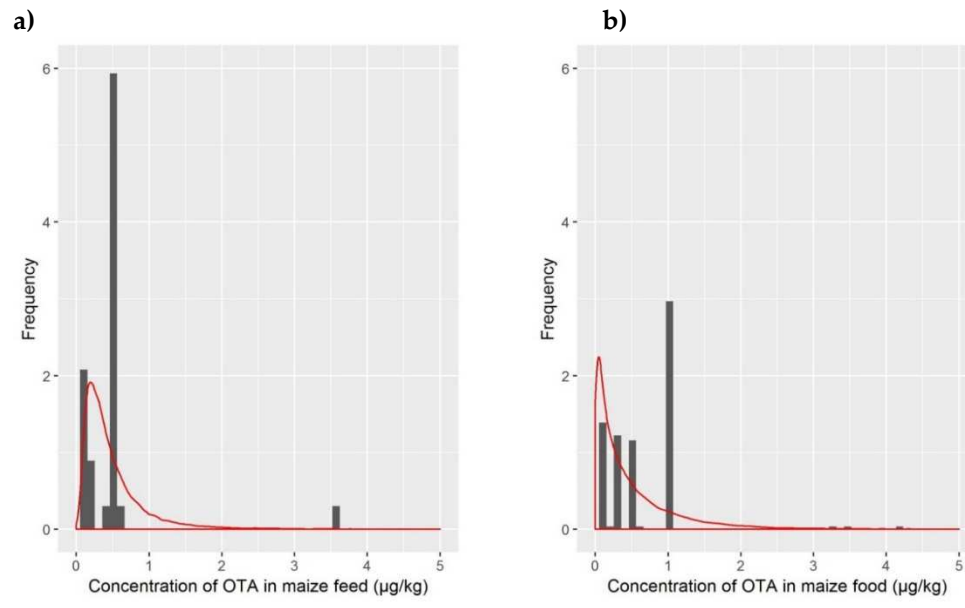 a)
6
4
2
0
Frequency
0 1 2 3 4 5
Concentration of OTA in maize feed (µg/kg)
b)
6
4
2
0
Frequency
0 1 2 3 4 5
Concentration of OTA in maize food (µg/kg)